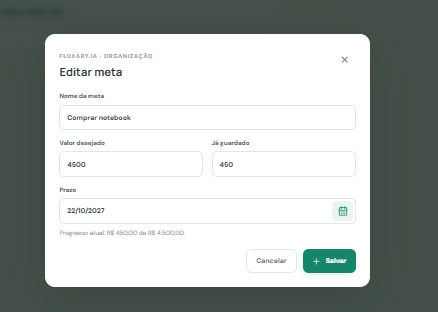 FLUXARY.IA · ORGANIZAÇÃO
Editar meta
Nome da meta
Comprar notebook
Valor desejado
Já guardado
4500
450
Prazo
22/10/2027
Progresso atual: R$ 450,00 de R$ 4.500,00.
Cancelar
+ Salvar